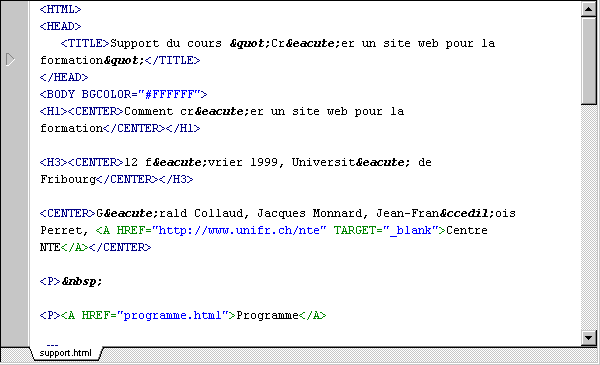 <HTML>
<HEAD>
<TITLE>Support du cours &quot;Cr&eacute;er un site web pour la
formation&quot;</TITLE>
</HEAD>
<BODY BGCOLOR="#FFFFFF">
<H1><CENTER>Comment cr&eacute;er un site web pour la
formation</CENTER></H1>
<H3><CENTER>12 f&eacute;vrier 1999, Universit&eacute; de
Fribourg</CENTER></H3>
<CENTER>G&eacute;rald Collaud, Jacques Monnard, Jean-Fran&ccedil;ois
Perret, <A HREF="http://www.unifr.ch/nte" TARGET="_blank">Centre
NTE</A></CENTER>
<P>&nbsp;
<P><A HREF="programme.html">Programme</A>
support.html